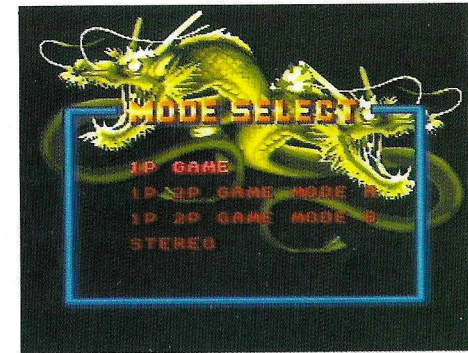 MODE SELECT
1P GAME
1P 2P GAME MODE A
1P 2P GAME MODE B
STEREO